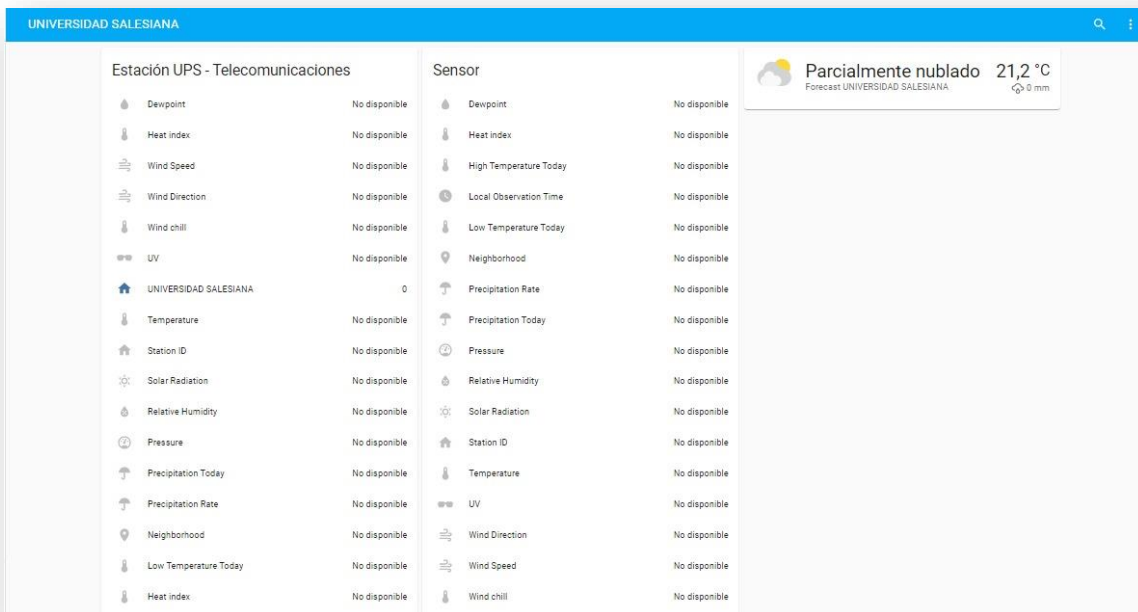 UNIVERSIDAD SALESIANA
Estación UPS - Telecomunicaciones
Dewpoint No disponible
Heat index No disponible
Wind Speed No disponible
Wind Direction No disponible
Wind chill No disponible
UV No disponible
UNIVERSIDAD SALESIANA 0
Temperature No disponible
Station ID No disponible
Solar Radiation No disponible
Relative Humidity No disponible
Pressure No disponible
Precipitation Today No disponible
Precipitation Rate No disponible
Neighborhood No disponible
Low Temperature Today No disponible
Heat index No disponible
Sensor
Dewpoint No disponible
Heat index No disponible
High Temperature Today No disponible
Local Observation Time No disponible
Low Temperature Today No disponible
Neighborhood No disponible
Precipitation Rate No disponible
Precipitation Today No disponible
Pressure No disponible
Relative Humidity No disponible
Solar Radiation No disponible
Station ID No disponible
Temperature No disponible
UV No disponible
Wind Direction No disponible
Wind Speed No disponible
Wind chill No disponible
Parcialmente nublado 21,2 °C
Forecast UNIVERSIDAD SALESIANA 0 mm